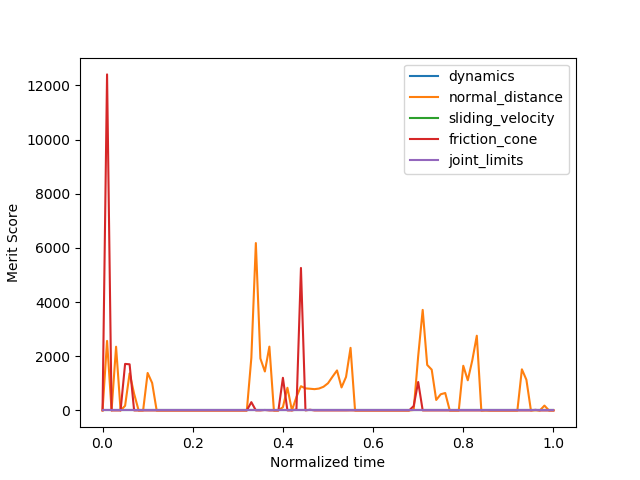 dynamics
normal_distance
sliding_velocity
friction_cone
joint_limits
Merit Score
12000
10000
8000
6000
4000
2000
0
0.0 0.2 0.4 0.6 0.8 1.0
Normalized time